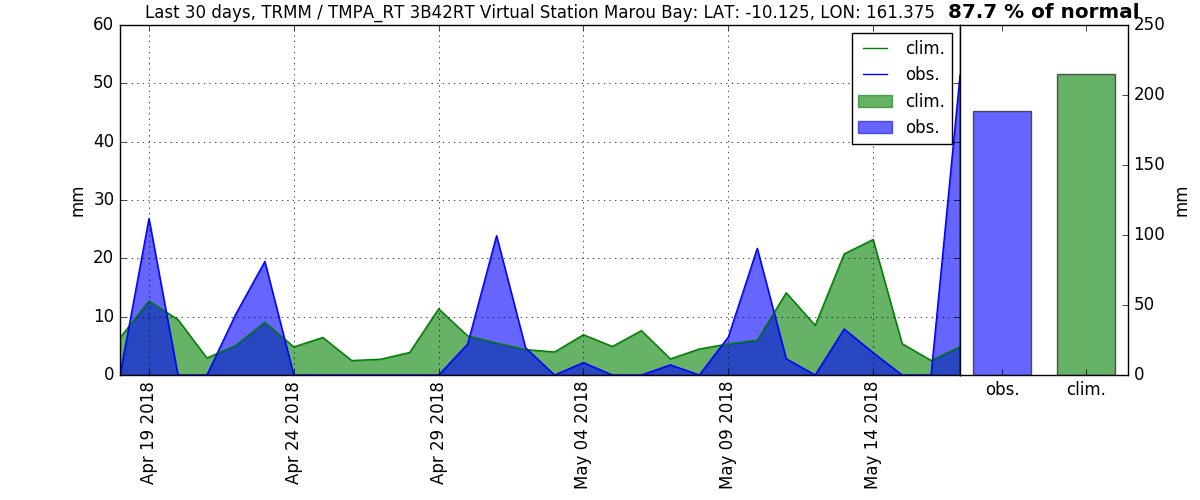 Last 30 days, TRMM / TMPA_RT 3B42RT Virtual Station Marou Bay: LAT: -10.125, LON: 161.375 87.7 % of normal
60
50
40
30
20
10
0
mm
clim.
obs.
clim.
obs.
250
200
150
100
50
0
mm
obs.
clim.
Apr 19 2018
Apr 24 2018
Apr 29 2018
May 04 2018
May 09 2018
May 14 2018